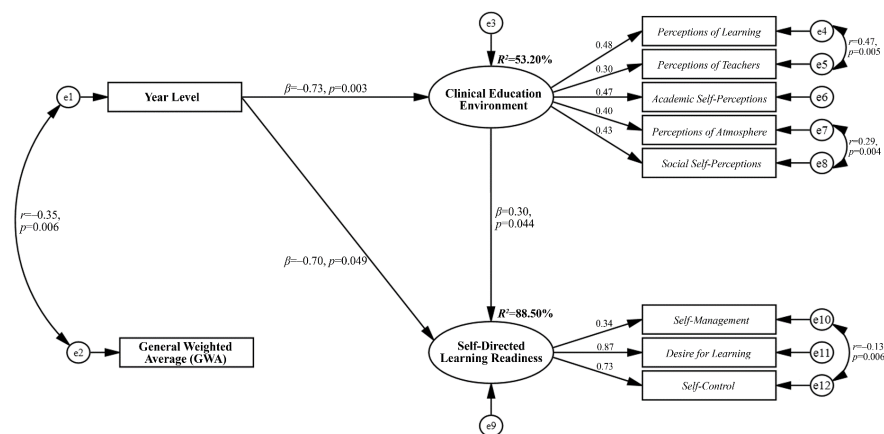 e3
R²=53.20%
Clinical Education
Environment
e1
Year Level
β=–0.73, p=0.003
0.48
0.30
0.47
0.40
0.43
Perceptions of Learning
Perceptions of Teachers
Academic Self-Perceptions
Perceptions of Atmosphere
Social Self-Perceptions
e4
e5
e6
e7
e8
r=0.47,
p=0.005
r=0.29,
p=0.004
r=–0.35,
p=0.006
β=0.30,
p=0.044
β=–0.70, p=0.049
e2
General Weighted
Average (GWA)
R²=88.50%
Self-Directed
Learning Readiness
e9
0.34
0.87
0.73
Self-Management
Desire for Learning
Self-Control
e10
e11
e12
r=–0.13
p=0.006